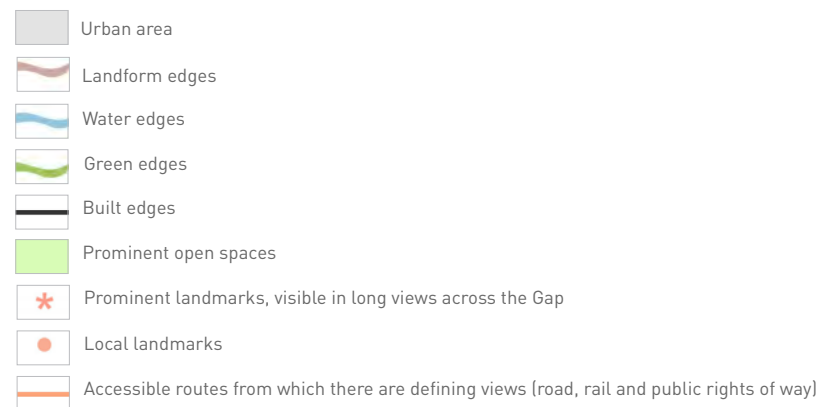 Urban area
Landform edges
Water edges
Green edges
Built edges
Prominent open spaces
Prominent landmarks, visible in long views across the Gap
Local landmarks
Accessible routes from which there are defining views (road, rail and public rights of way)